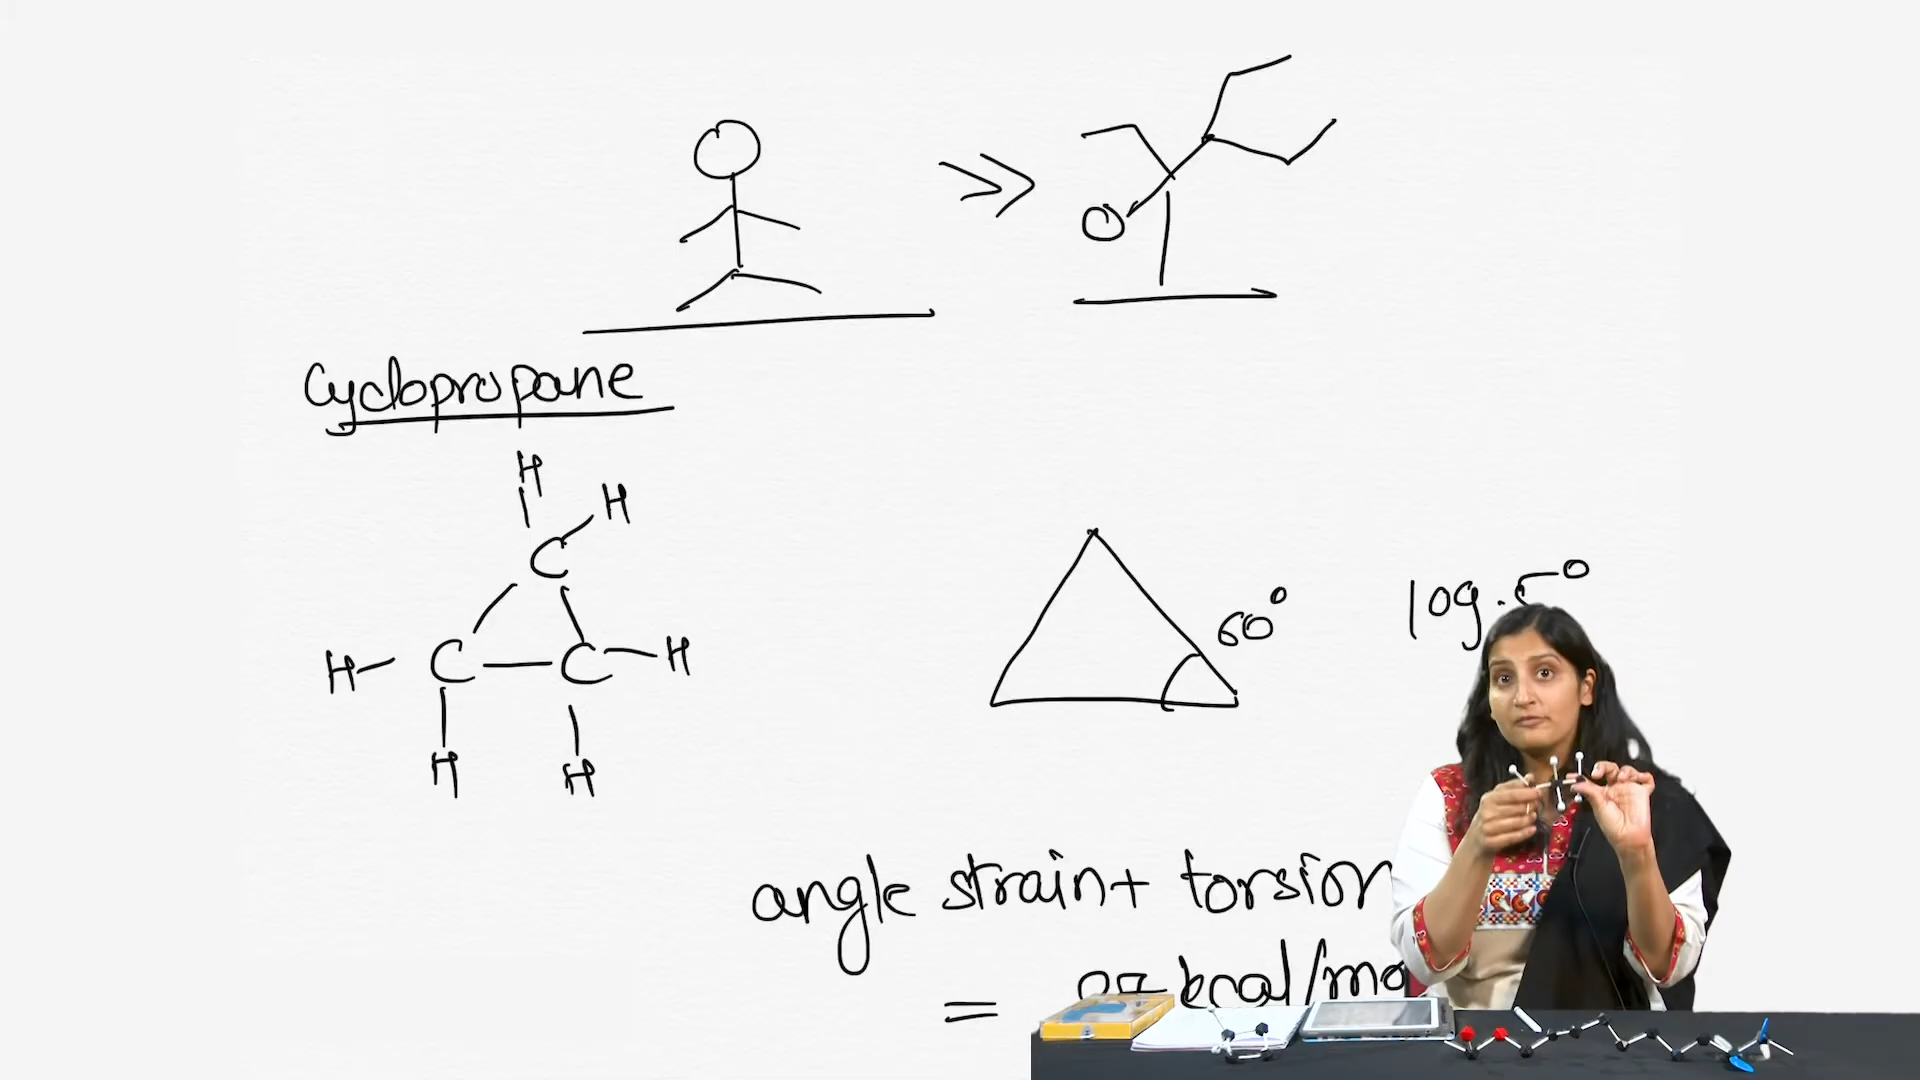 >>
Cyclopropane
H
H
C
H- C — C - H
H H
60°
109.5°
angle strain+ torsion
= kcal/mo